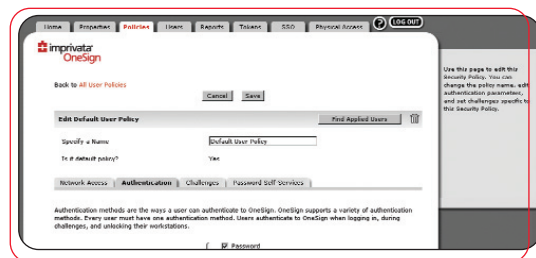 Home Properties Policies Users Reports Tokens SSO Physical Access ? LOG OUT
imprivata
OneSign
Back to All User Policies
Cancel Save
Edit Default User Policy Find Applied Users
Specify a Name Default User Policy
Is it default policy? Yes
Network Access Authentication Challenges Password Self-Services
Authentication methods are the ways a user can authenticate to OneSign. OneSign supports a variety of authentication
methods. Every user must have one authentication method. Users authenticate to OneSign when logging in, during
challenges, and unlocking their workstations.
Password
Use this page to edit this
Security Policy. You can
change the policy name, edit
authentication parameters,
and set challenges specific to
this Security Policy.